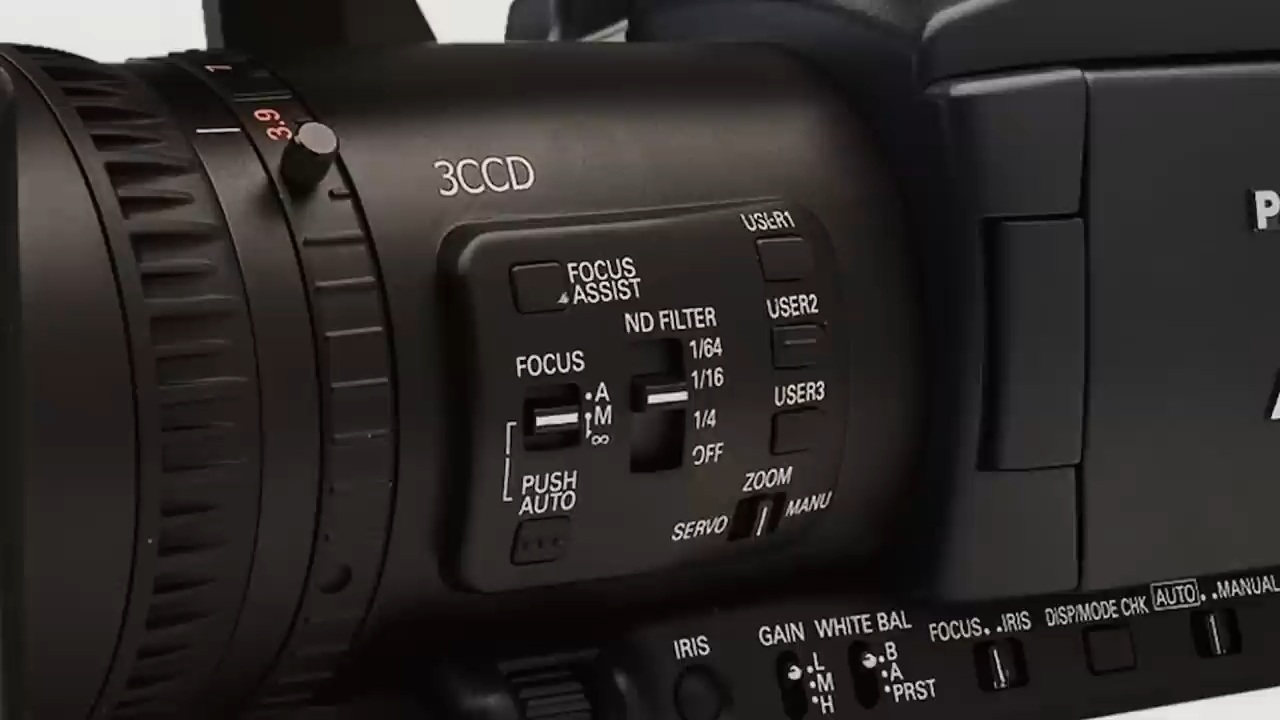 1
3.9
3CCD
USER1
FOCUS
ASSIST
USER2
ND FILTER
1/64
1/16
1/4
OFF
FOCUS
A
M
∞
USER3
PUSH
AUTO
ZOOM
SERVO
MANU
IRIS
GAIN
L
M
H
WHITE BAL
B
A
PRST
FOCUS
IRIS
DISP/MODE CHK
AUTO
MANUAL
P